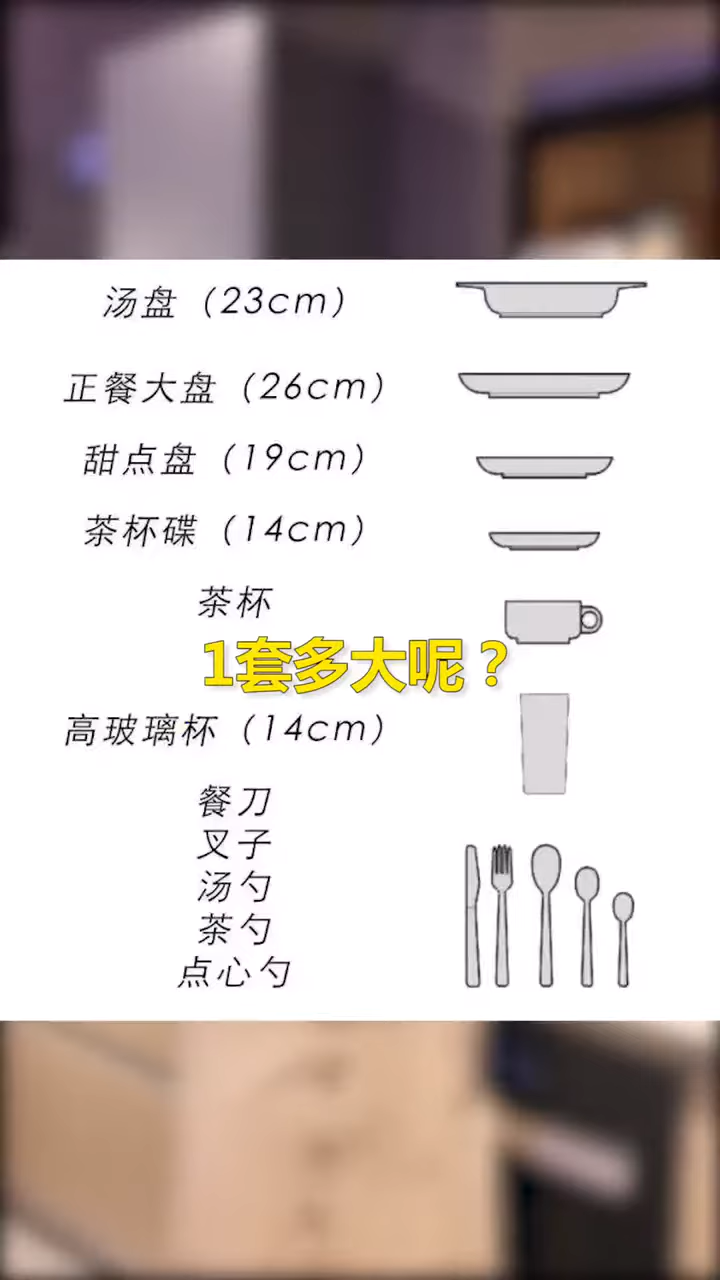 汤盘（23cm）
正餐大盘（26cm）
甜点盘（19cm）
茶杯碟（14cm）
茶杯
1套多大呢？
高玻璃杯（14cm）
餐刀
叉子
汤勺
茶勺
点心勺